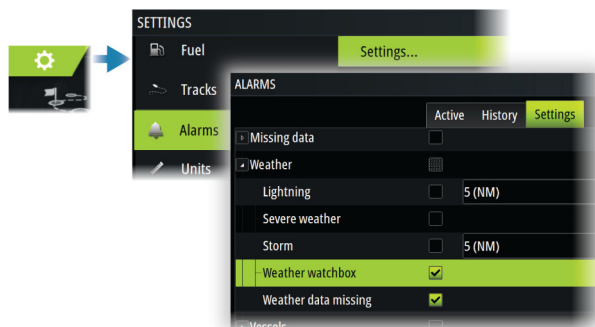 SETTINGS
Fuel
Settings...
Tracks
Alarms
Units
ALARMS
Active History Settings
Missing data
Weather
Lightning 5 (NM)
Severe weather
Storm 5 (NM)
Weather watchbox
Weather data missing
Vessels